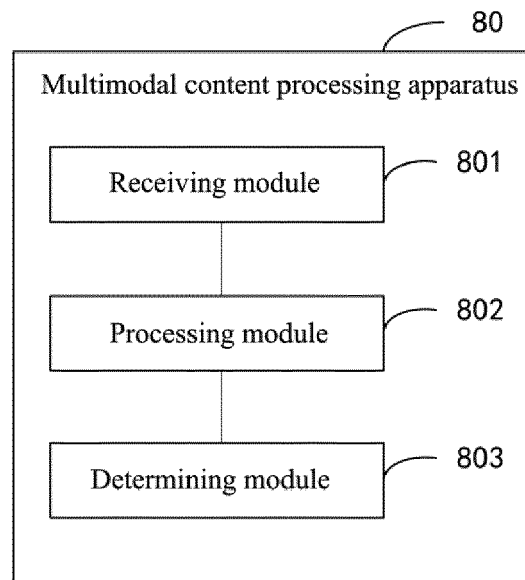 80
Multimodal content processing apparatus
Receiving module
801
Processing module
802
Determining module
803